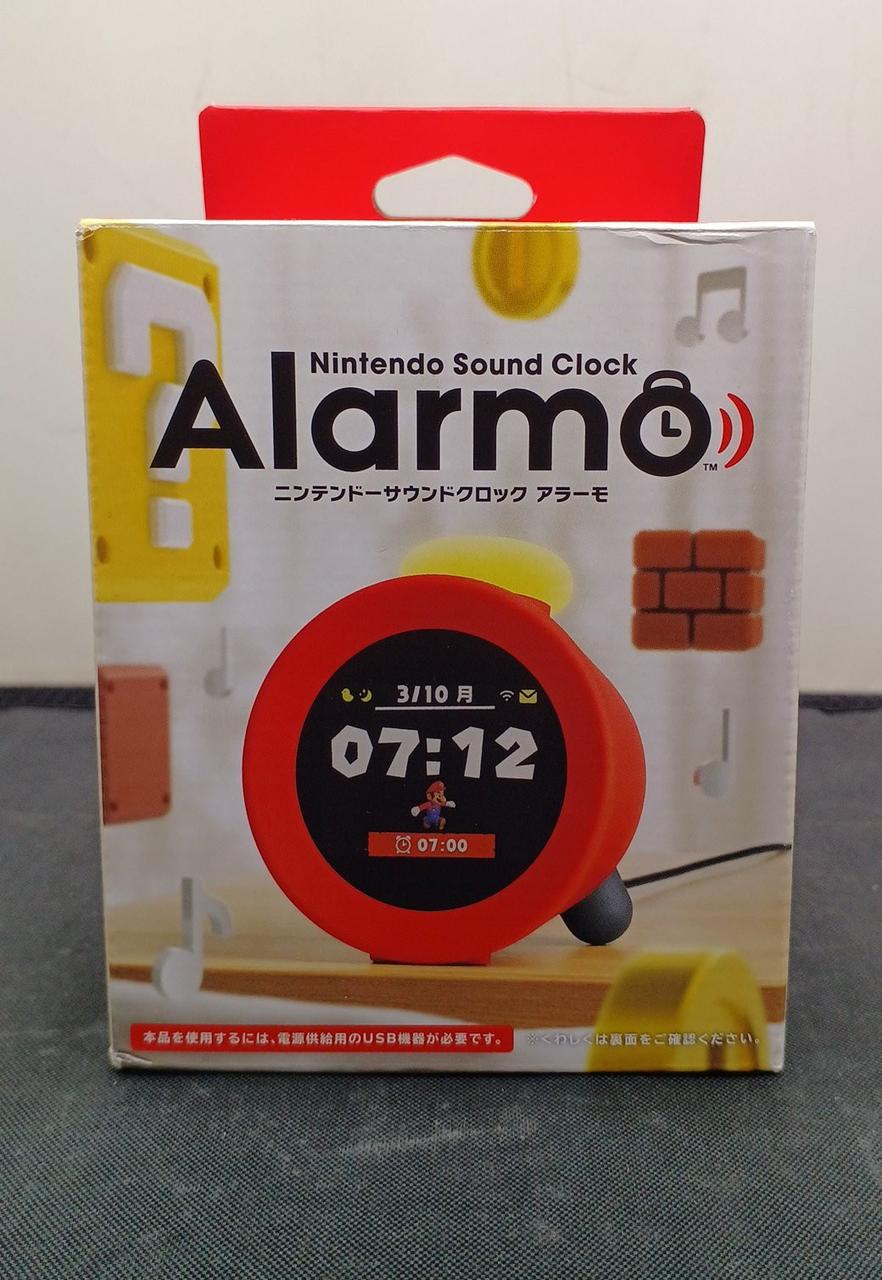 Nintendo Sound Clock
Alarmo
TM
ニンテンドーサウンドクロック アラーモ
3/10 月
07:12
07:00
本品を使用するには、電源供給用のUSB機器が必要です。 ※くわしくは裏面をご確認ください。